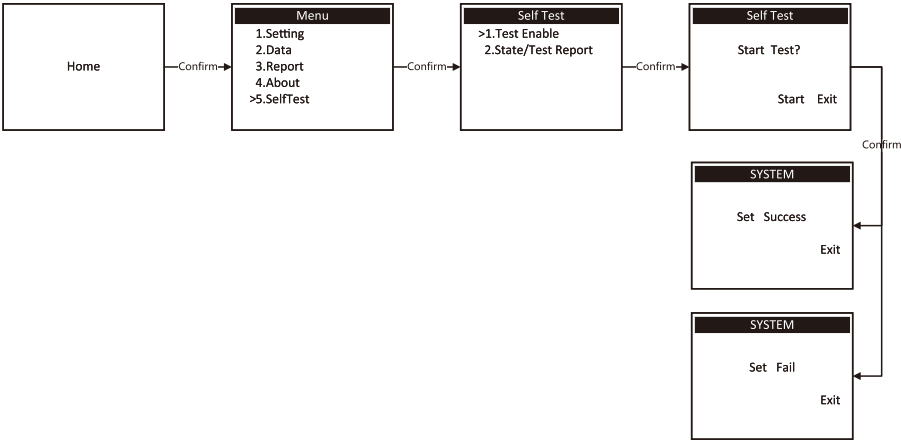 Home
Confirm
Menu
1.Setting
2.Data
3.Report
4.About
>5.SelfTest
Confirm
Self Test
>1.Test Enable
2.State/Test Report
Confirm
Self Test
Start Test?
Start Exit
Confirm
SYSTEM
Set Success
Exit
SYSTEM
Set Fail
Exit